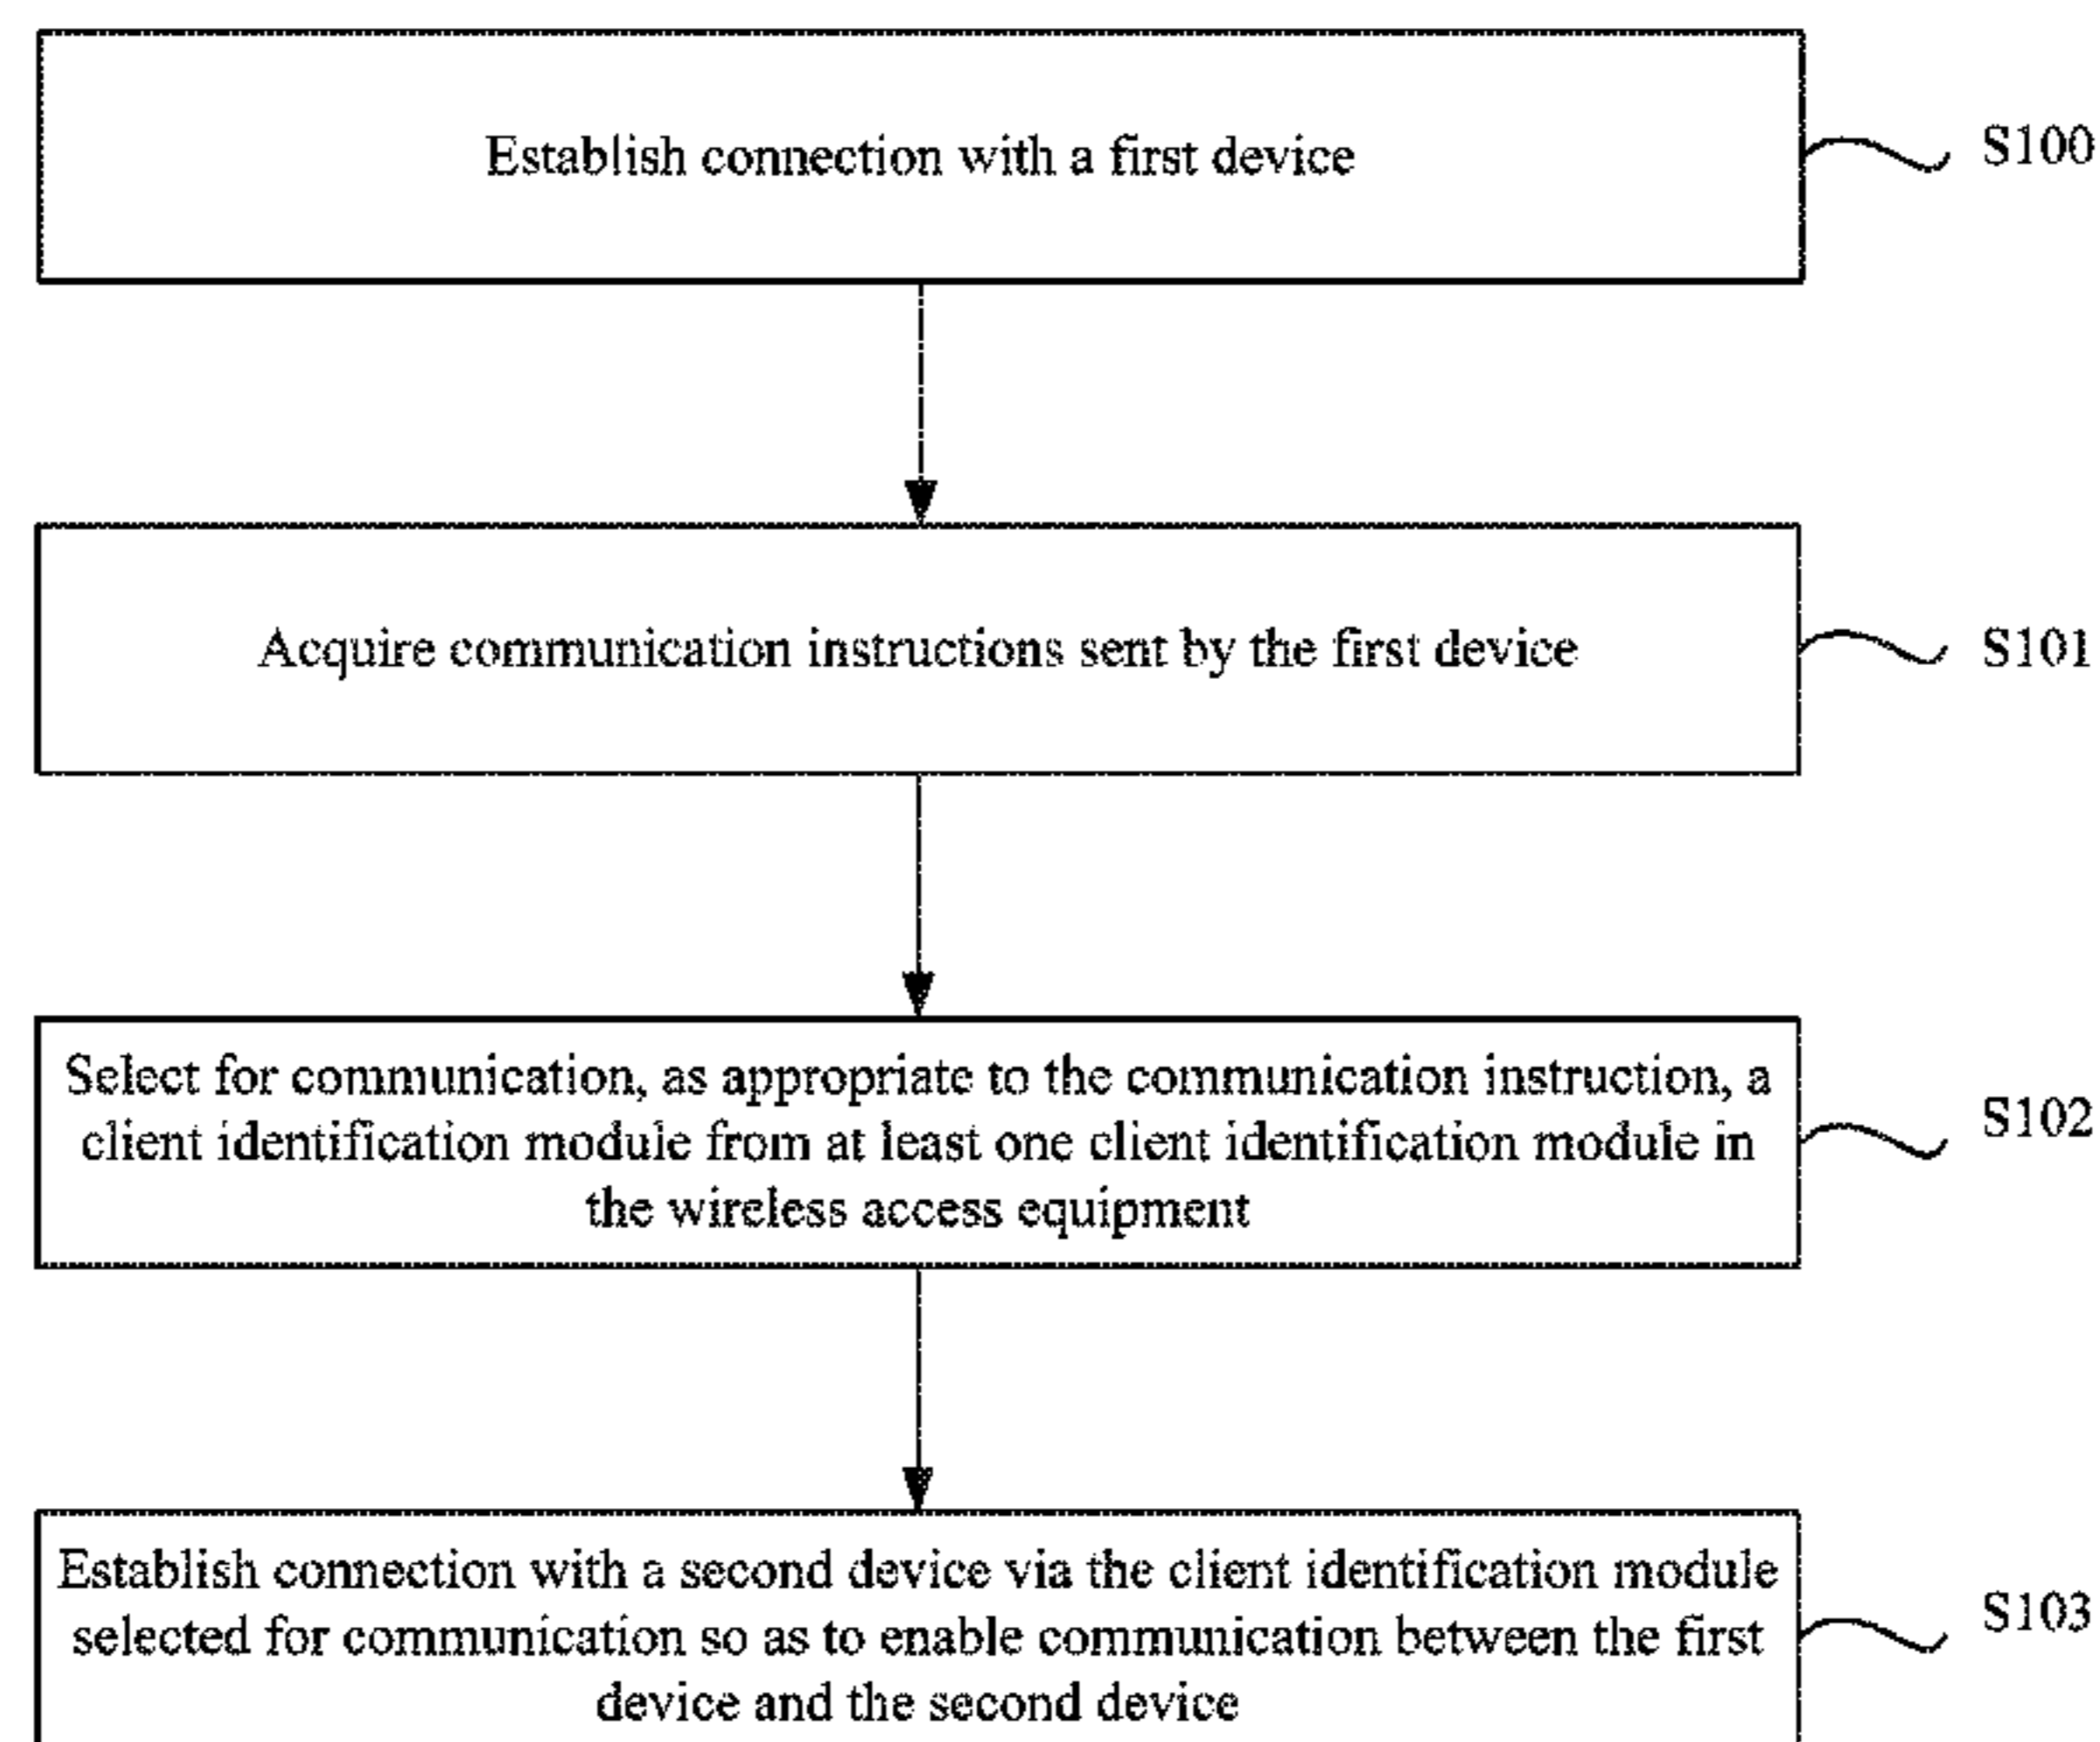 Establish connection with a first device
S100
Acquire communication instructions sent by the first device
S101
Select for communication, as appropriate to the communication instruction, a
client identification module from at least one client identification module in
the wireless access equipment
S102
Establish connection with a second device via the client identification module
selected for communication so as to enable communication between the first
device and the second device
S103